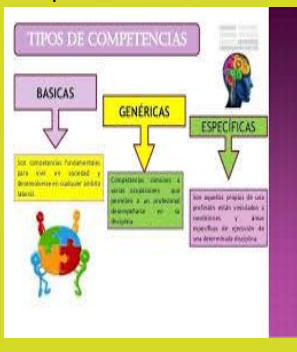 TIPOS DE COMPETENCIAS
BASICAS
Son competencias fundamentales
para vivir en sociedad y
desenvolverse en cualquier ámbito
laboral.
GENÉRICAS
Competencias comunes a
varias ocupaciones que
permiten a un profesional
desempeñarse en su
disciplina
ESPECÍFICAS
Son aquellas propias de una
profesión están vinculadas a
condiciones y áreas
específicas de ejecución de
una determinada disciplina